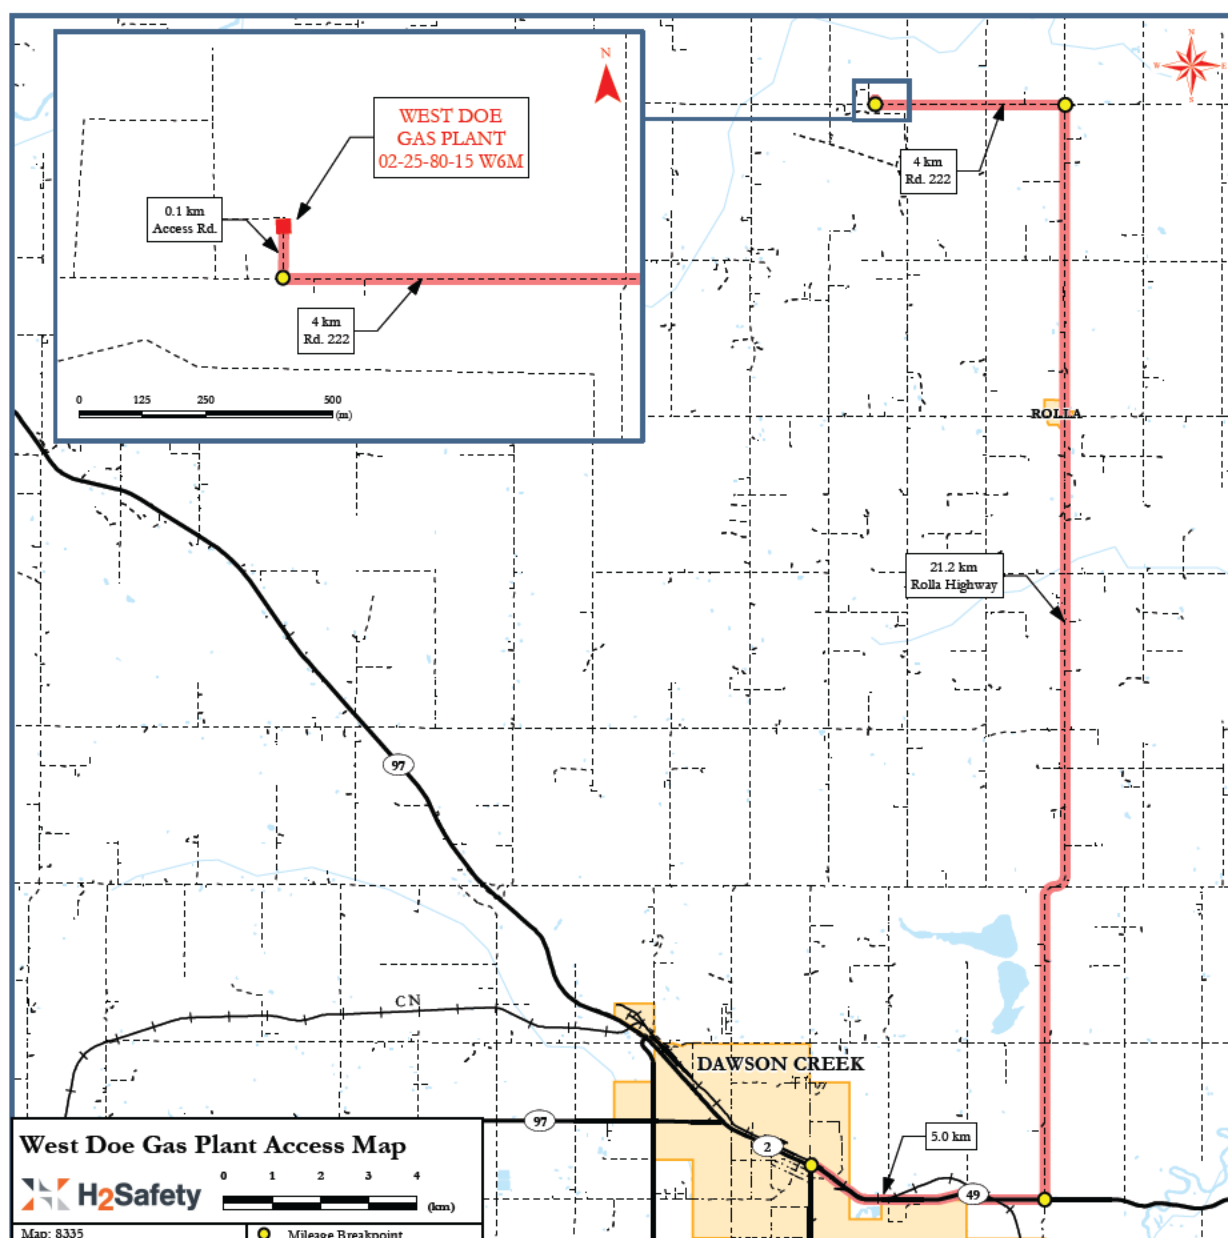 N
N
W
E
S
WEST DOE
GAS PLANT
02-25-80-15 W6M
0.1 km
Access Rd.
4 km
Rd. 222
4 km
Rd. 222
0
125
250
500
(m)
ROLLA
21.2 km
Rolla Highway
97
CN
DAWSON CREEK
97
2
5.0 km
49
West Doe Gas Plant Access Map
H2Safety
0
1
2
3
4
(km)
Map: 8335
Mileage Breakpoint